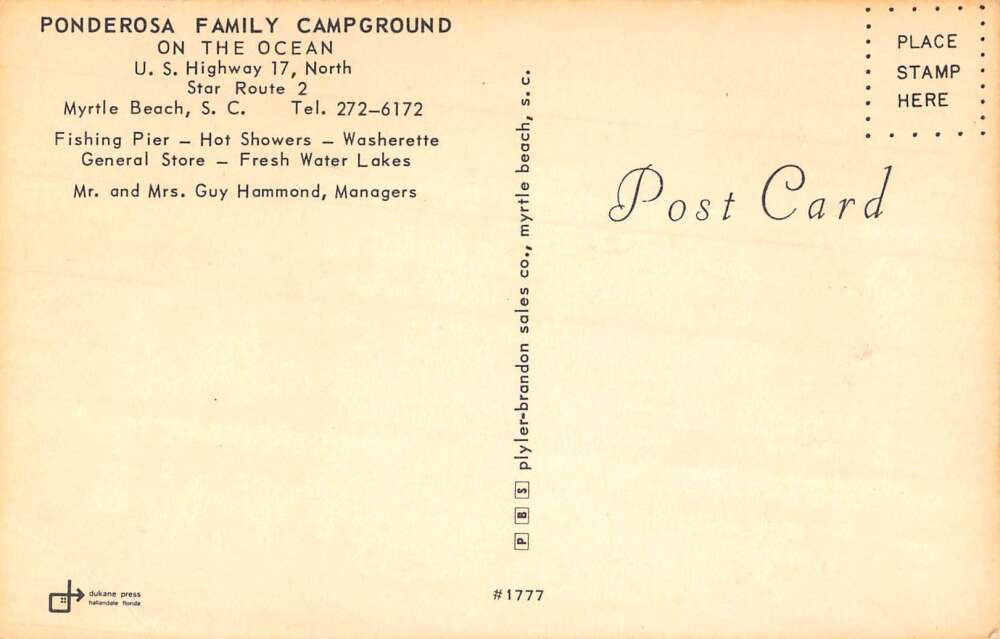 PONDEROSA FAMILY CAMPGROUND
ON THE OCEAN
U. S. Highway 17, North
Star Route 2
Myrtle Beach, S. C. Tel. 272–6172
Fishing Pier – Hot Showers – Washerette
General Store – Fresh Water Lakes
Mr. and Mrs. Guy Hammond, Managers
PLACE
STAMP
HERE
Post Card
P B S plyler-brandon sales co., myrtle beach, s. c.
dukane press
hallandale florida
#1777